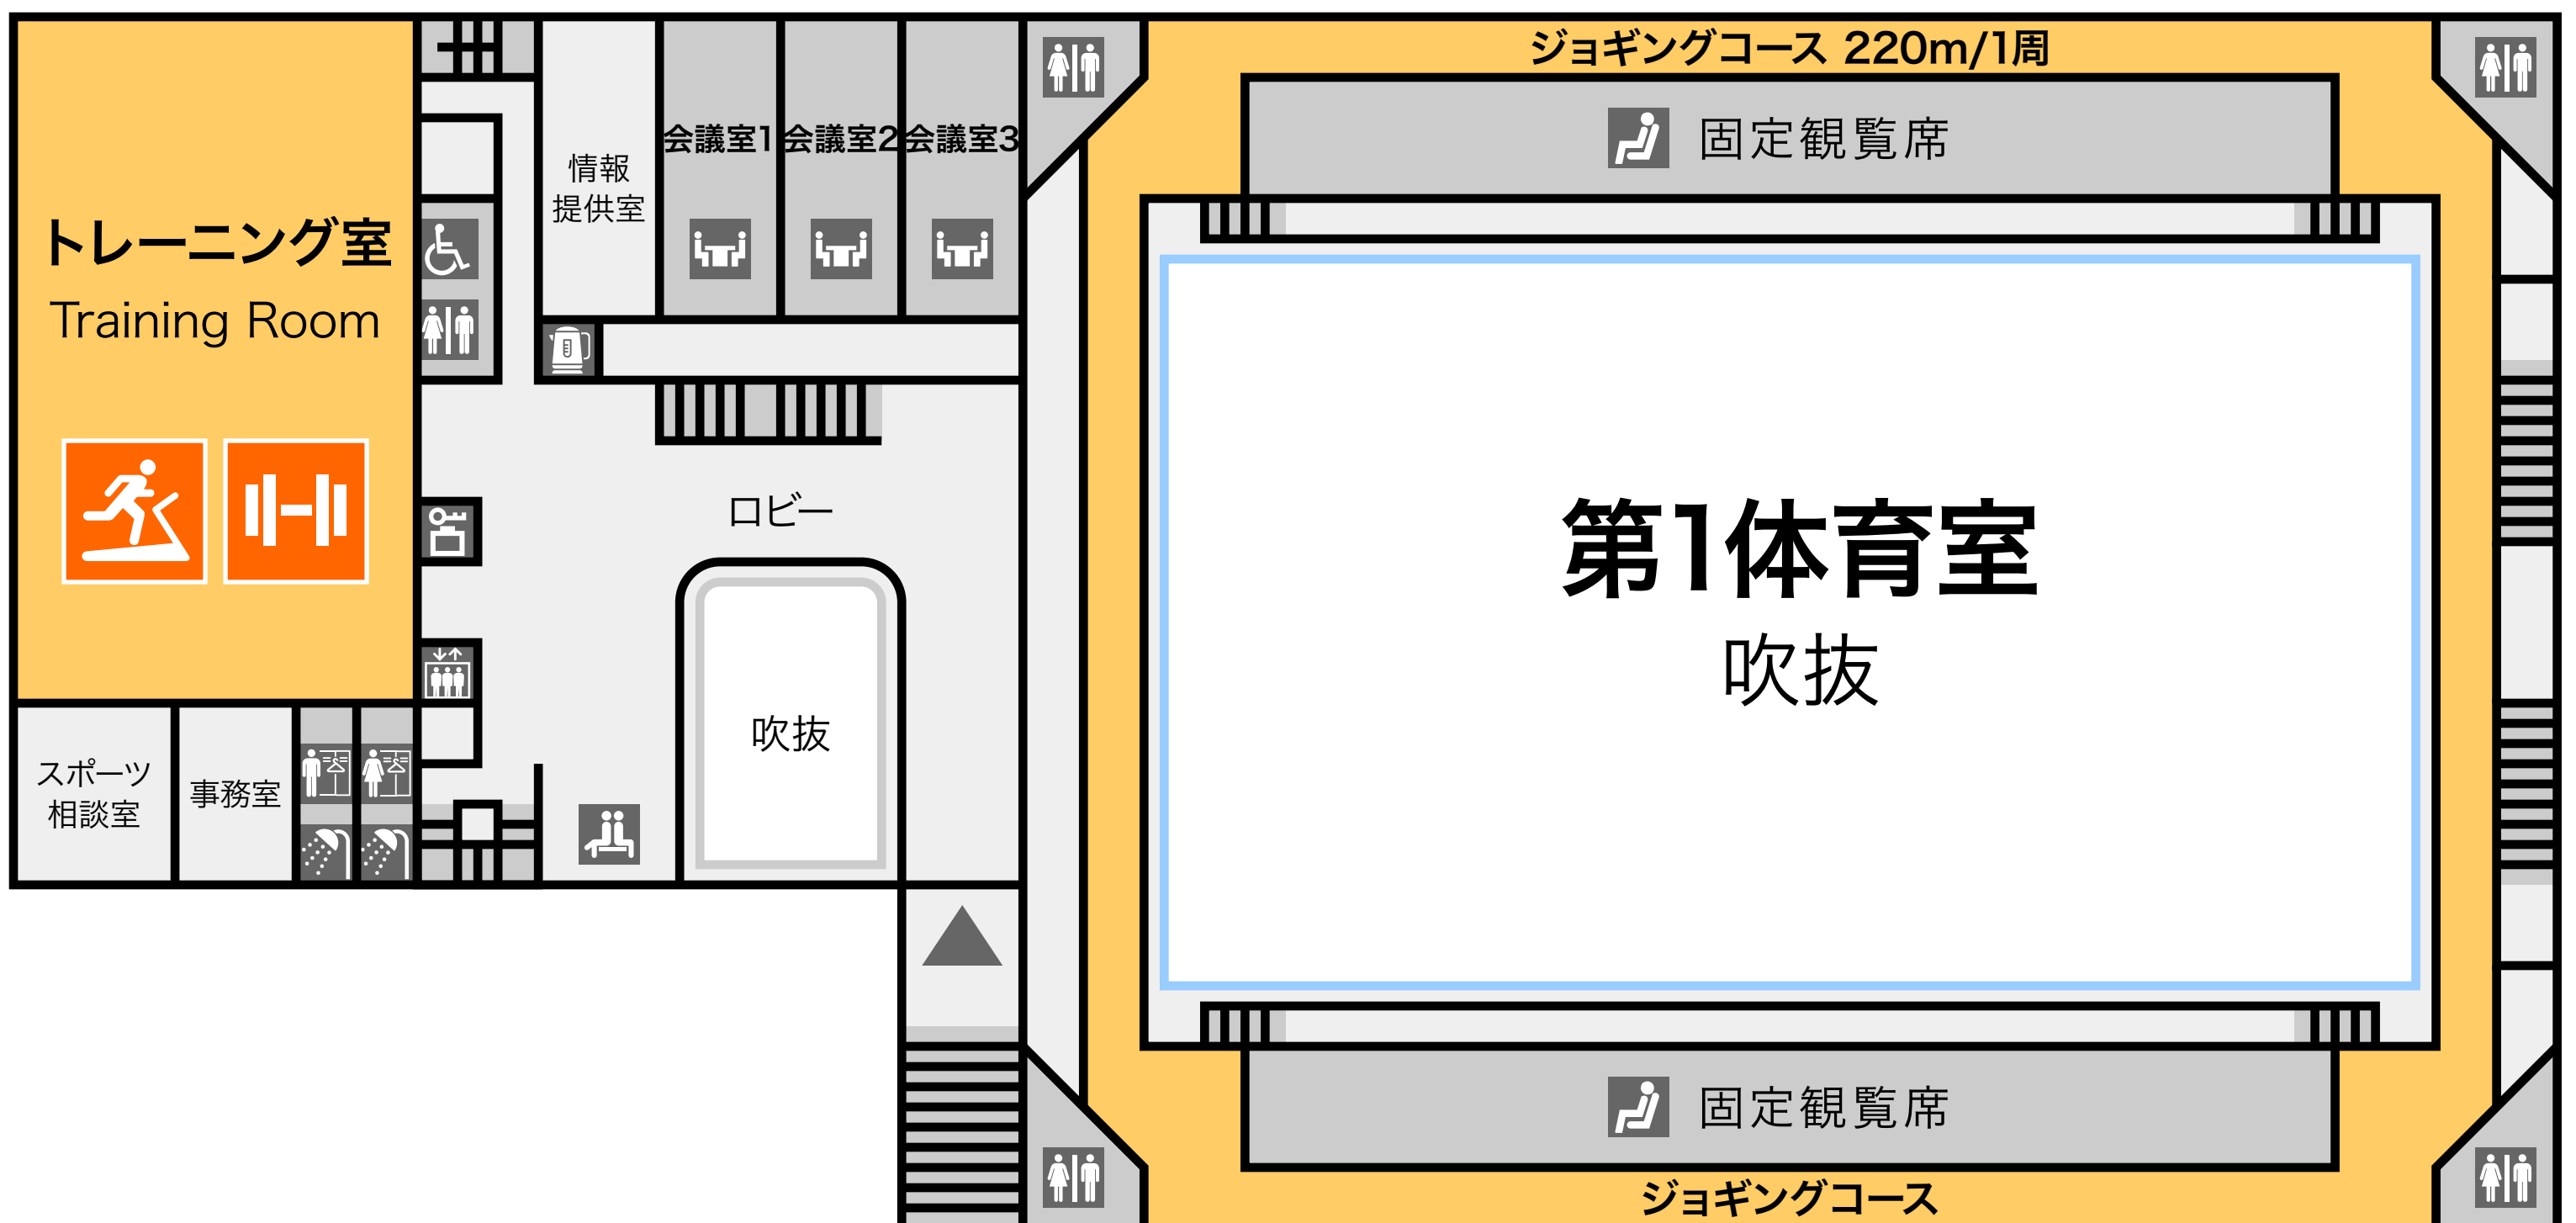 ジョギングコース 220m/1周
固定観覧席
会議室1
会議室2
会議室3
情報
提供室
トレーニング室
Training Room
ロビー
第1体育室
吹抜
吹抜
スポーツ
相談室
事務室
固定観覧席
ジョギングコース